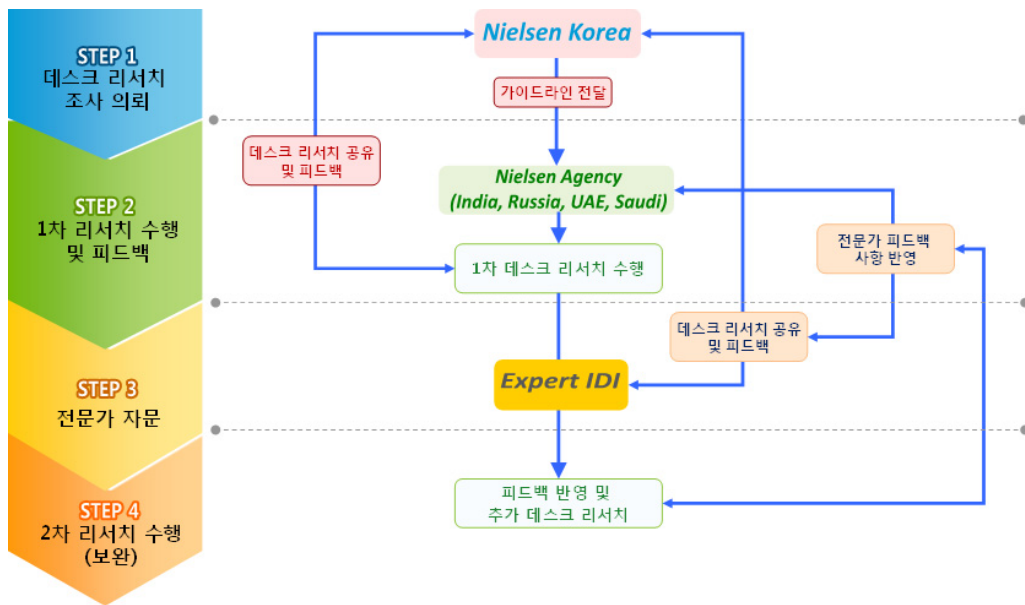 STEP 1
데스크 리서치
조사 의뢰
Nielsen Korea
가이드라인 전달
데스크 리서치 공유
및 피드백
STEP 2
1차 리서치 수행
및 피드백
Nielsen Agency
(India, Russia, UAE, Saudi)
1차 데스크 리서치 수행
전문가 피드백
사항 반영
데스크 리서치 공유
및 피드백
STEP 3
전문가 자문
Expert IDI
STEP 4
2차 리서치 수행
(보완)
피드백 반영 및
추가 데스크 리서치